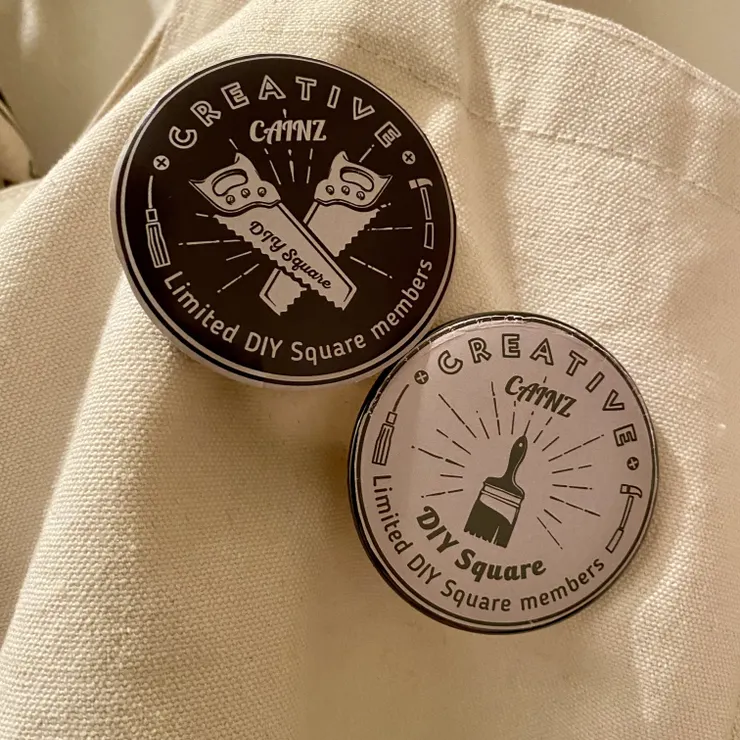 CREATIVE
CAINZ
DIY Square
Limited DIY Square members
CREATIVE
CAINZ
DIY Square
Limited DIY Square members